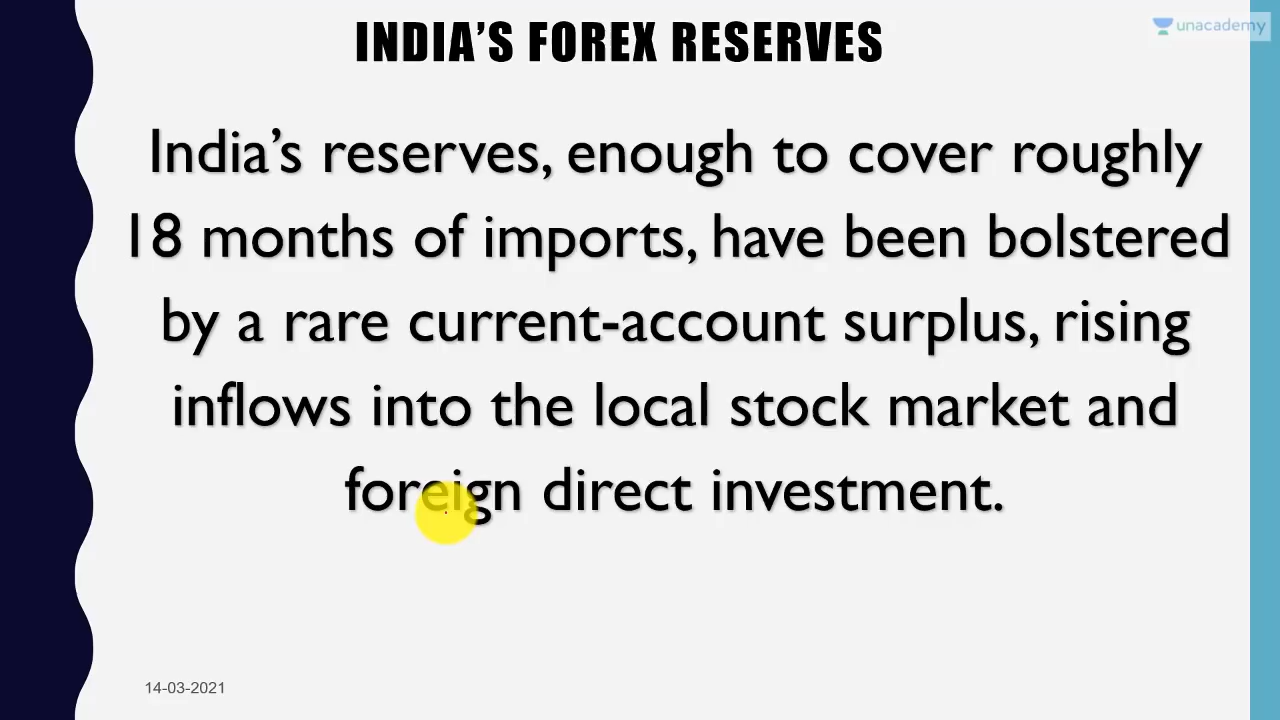 INDIA'S FOREX RESERVES
unacademy
India's reserves, enough to cover roughly
18 months of imports, have been bolstered
by a rare current-account surplus, rising
inflows into the local stock market and
foreign direct investment.
14-03-2021